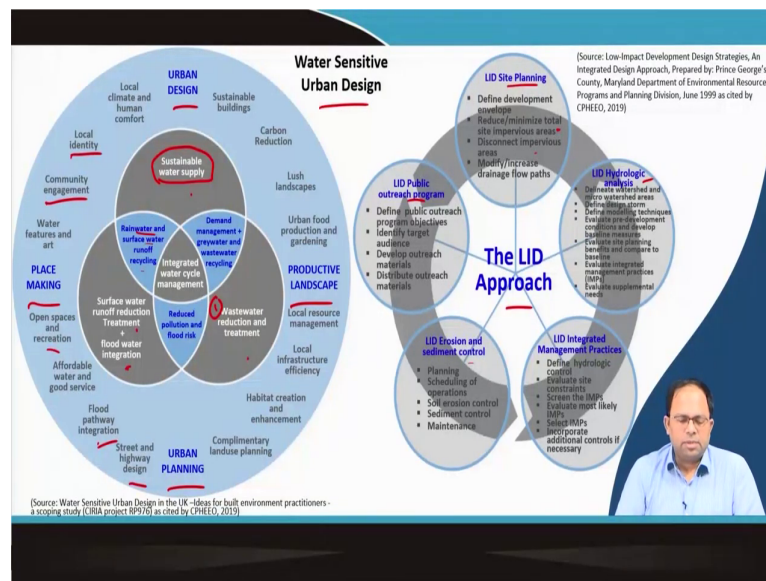 Water Sensitive
Urban Design
URBAN
DESIGN
Local
climate and
human
comfort
Sustainable
buildings
Carbon
Reduction
Lush
landscapes
Urban food
production and
gardening
PRODUCTIVE
LANDSCAPE
Local resource
management
Local
infrastructure
efficiency
Habitat creation
and
enhancement
Complimentary
landuse planning
URBAN
PLANNING
Street and
highway
design
Flood
pathway
integration
Affordable
water and
good service
Open spaces
and
recreation
PLACE
MAKING
Water
features and
art
Community
engagement
Local
identity
Sustainable
water supply
Rainwater and
surface water
runoff
recycling
Demand
management +
greywater and
wastewater
recycling
Integrated
water cycle
management
Surface water
runoff reduction
Treatment
+
flood water
integration
Wastewater
reduction and
treatment
Reduced
pollution and
flood risk
(Source: Water Sensitive Urban Design in the UK –Ideas for built environment practitioners -
a scoping study (CIRIA project RP976) as cited by CPHEEO, 2019)
(Source: Low-Impact Development Design Strategies, An
Integrated Design Approach, Prepared by: Prince George's
County, Maryland Department of Environmental Resource
Programs and Planning Division, June 1999 as cited by
CPHEEO, 2019)
The LID
Approach
LID Site Planning
▪ Define development
envelope
▪ Reduce/minimize total
site impervious areas
▪ Disconnect impervious
areas
▪ Modify/increase
drainage flow paths
LID Hydrologic
analysis
▪ Delineate watershed and
micro watershed areas
▪ Define design storm
▪ Define modelling techniques
▪ Evaluate pre-development
conditions and develop
baseline measures
▪ Evaluate site planning
benefits and compare to
baseline
▪ Evaluate integrated
management practices
(IMPs)
▪ Evaluate supplemental
needs
LID Integrated
Management Practices
▪ Define hydrologic
control
▪ Evaluate site
constraints
▪ Screen the IMPs
▪ Evaluate most likely
IMPs
▪ Select IMPs
▪ Incorporate
additional controls if
necessary
LID Erosion and
sediment control
▪ Planning
▪ Scheduling of
operations
▪ Soil erosion control
▪ Sediment control
▪ Maintenance
LID Public
outreach program
▪ Define public outreach
program objectives
▪ Identify target
audience
▪ Develop outreach
materials
▪ Distribute outreach
materials